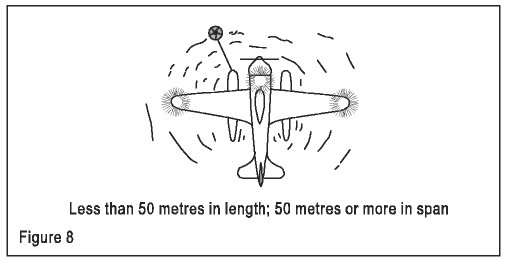 Less than 50 metres in length; 50 metres or more in span
Figure 8